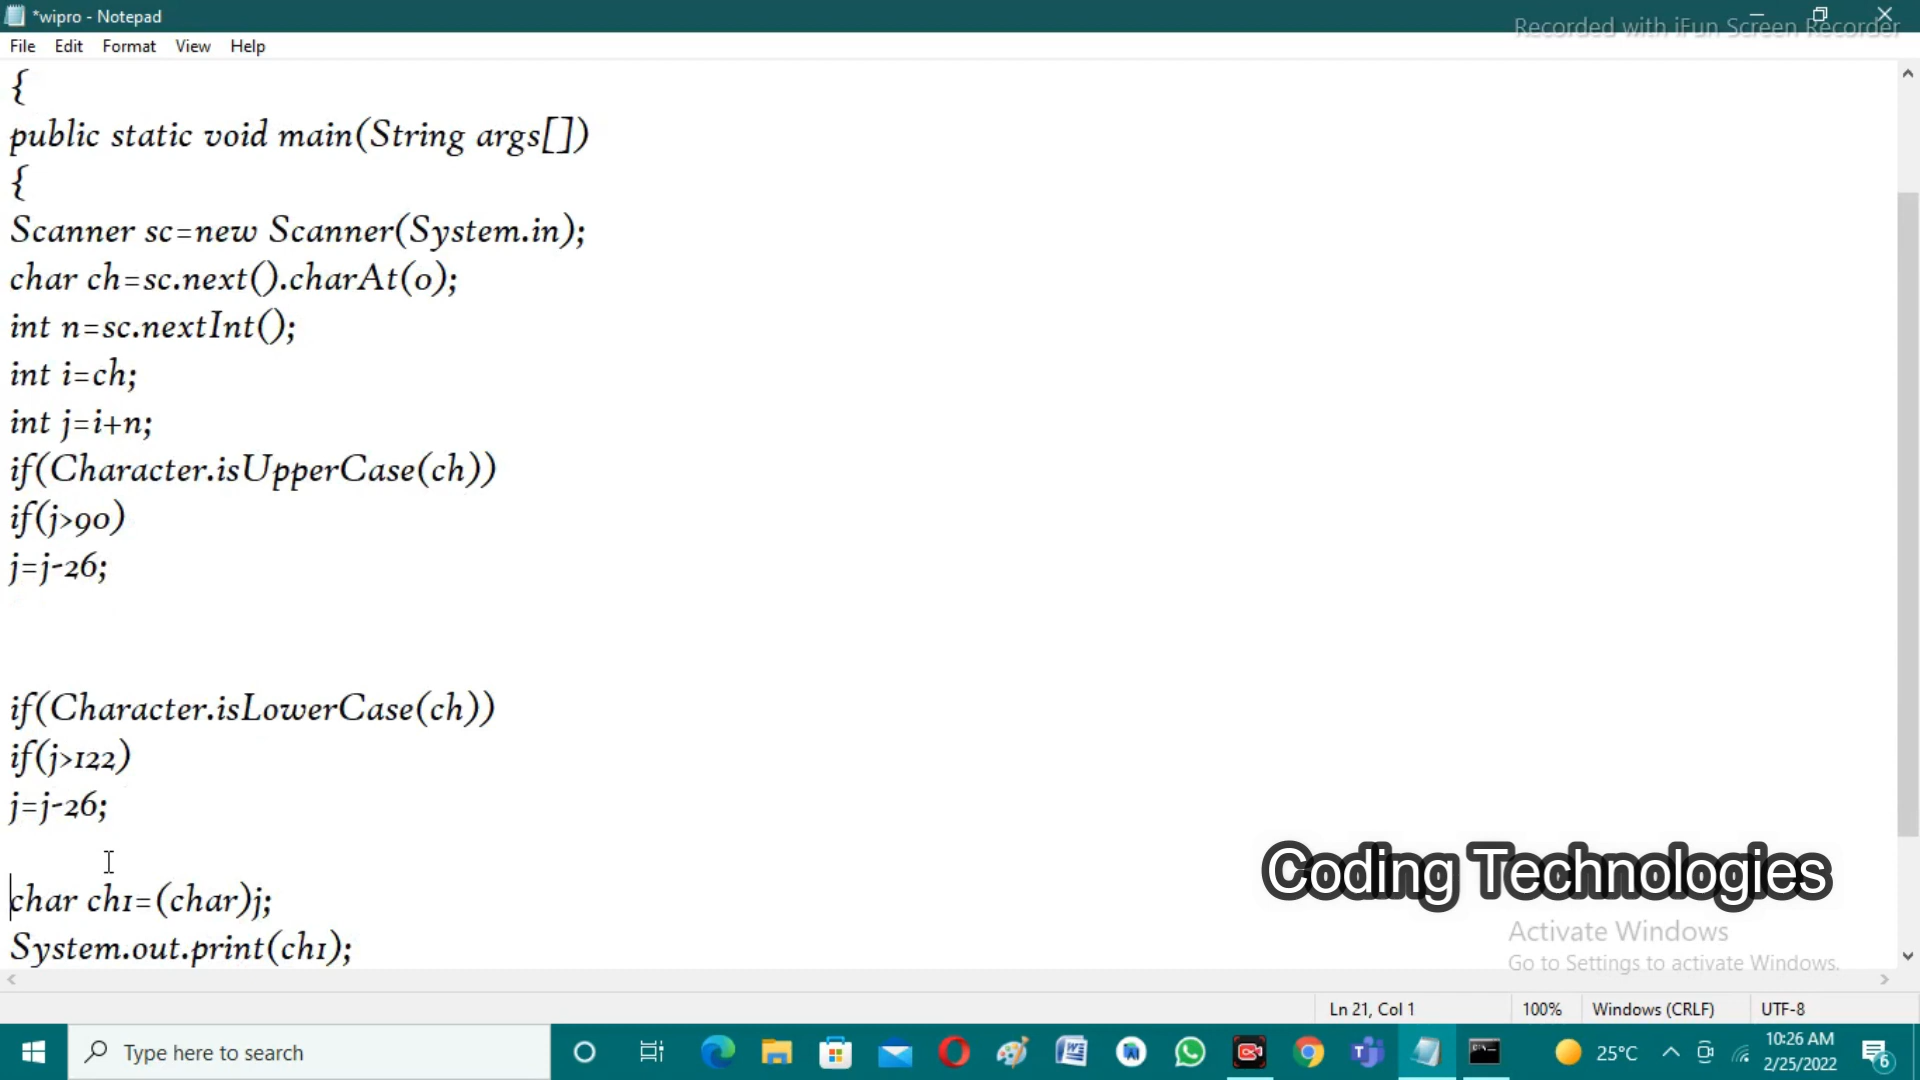 *wipro - Notepad
Recorded with iFun Screen Recorder
File Edit Format View Help
{
public static void main(String args[])
{
Scanner sc=new Scanner(System.in);
char ch=sc.next().charAt(0);
int n=sc.nextInt();
int i=ch;
int j=i+n;
if(Character.isUpperCase(ch))
if(j>90)
j=j-26;
if(Character.isLowerCase(ch))
if(j>122)
j=j-26;
char ch1=(char)j;
System.out.print(ch1);
Coding Technologies
Activate Windows
Go to Settings to activate Windows.
Ln 21, Col 1 100% Windows (CRLF) UTF-8
Type here to search
25°C
10:26 AM
2/25/2022
6